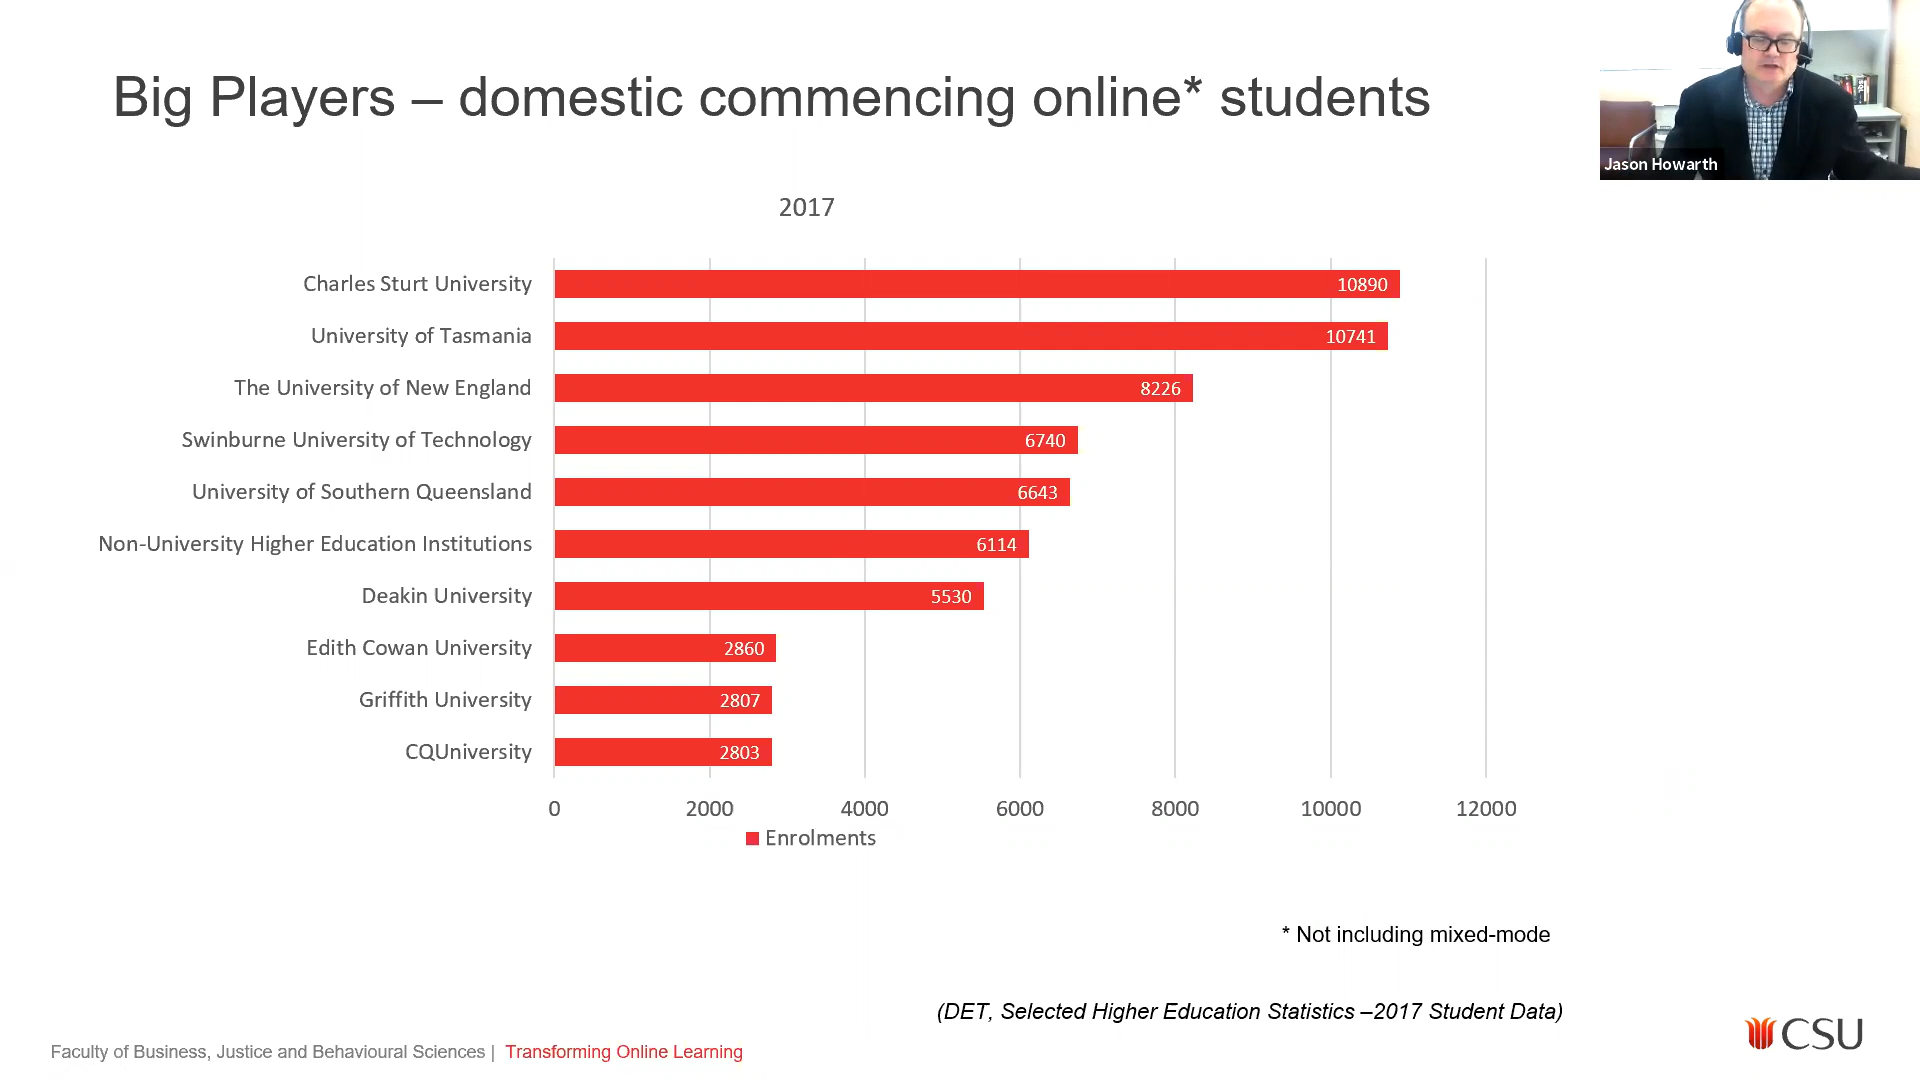 Big Players – domestic commencing online* students
Jason Howarth
2017
Charles Sturt University 10890
University of Tasmania 10741
The University of New England 8226
Swinburne University of Technology 6740
University of Southern Queensland 6643
Non-University Higher Education Institutions 6114
Deakin University 5530
Edith Cowan University 2860
Griffith University 2807
CQUniversity 2803
0 2000 4000 6000 8000 10000 12000
Enrolments
* Not including mixed-mode
(DET, Selected Higher Education Statistics –2017 Student Data)
Faculty of Business, Justice and Behavioural Sciences | Transforming Online Learning
CSU